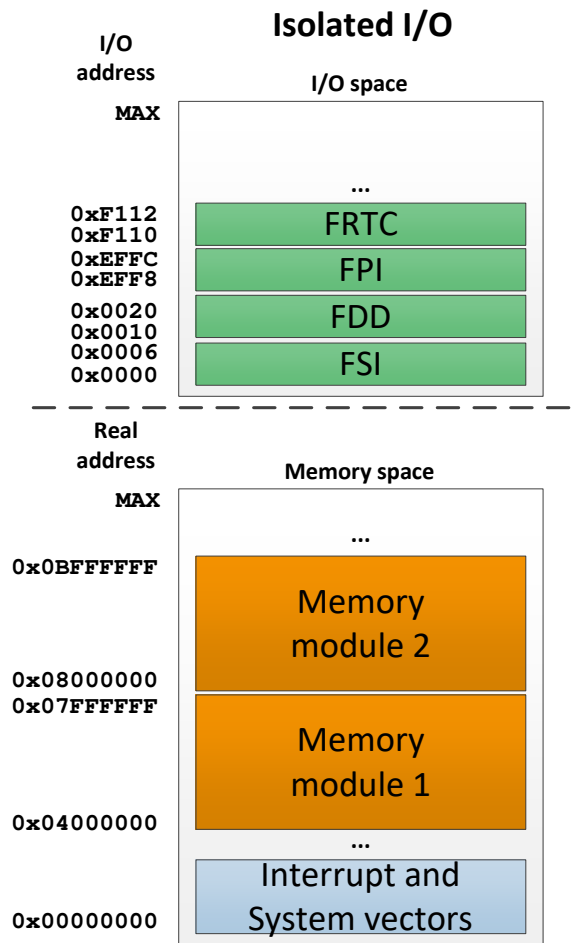 Isolated I/O
I/O
address
I/O space
MAX
...
0xF112
FRTC
0xF110
0xEFFC
FPI
0xEFF8
0x0020
FDD
0x0010
0x0006
FSI
0x0000
Real
address
Memory space
MAX
...
0x0BFFFFFF
Memory
module 2
0x08000000
0x07FFFFFF
Memory
module 1
0x04000000
...
Interrupt and
System vectors
0x00000000